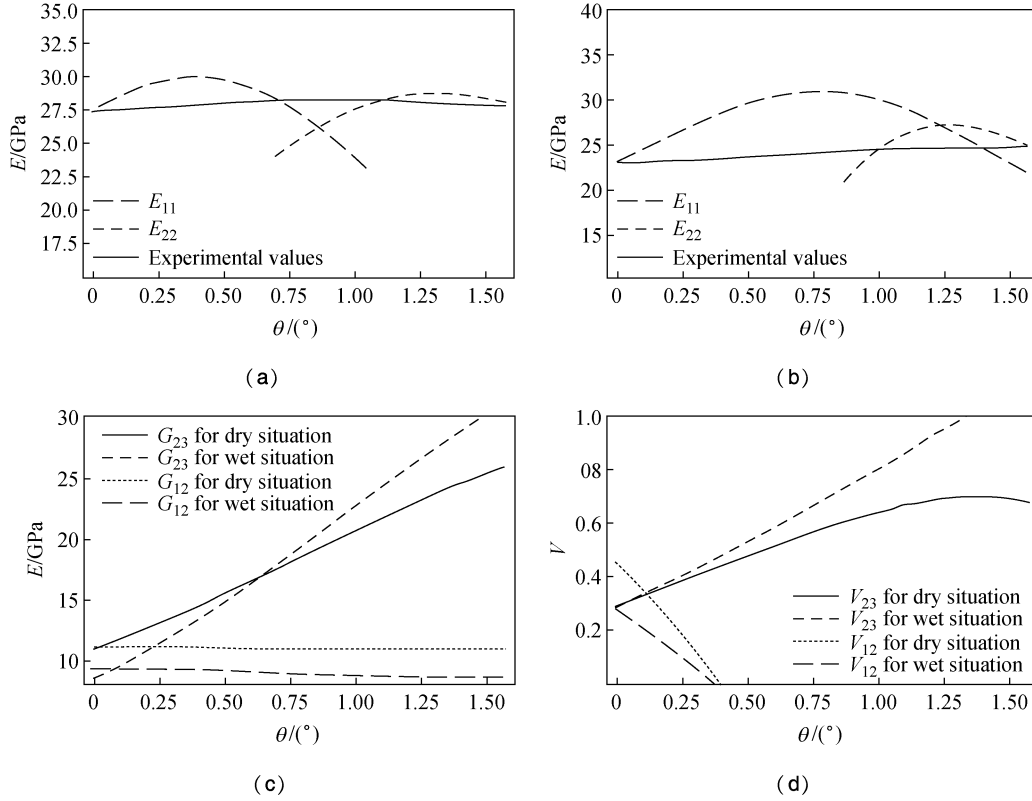 35.0
32.5
30.0
27.5
25.0
22.5
20.0
17.5
E/GPa
E₁₁
E₂₂
Experimental values
0 0.25 0.50 0.75 1.00 1.25 1.50
θ/(°)
(a)
40
35
30
25
20
15
E/GPa
E₁₁
E₂₂
Experimental values
0 0.25 0.50 0.75 1.00 1.25 1.50
θ/(°)
(b)
30
25
20
15
10
E/GPa
G₂₃ for dry situation
G₂₃ for wet situation
G₁₂ for dry situation
G₁₂ for wet situation
0 0.25 0.50 0.75 1.00 1.25 1.50
θ/(°)
(c)
1.0
0.8
0.6
0.4
0.2
V
V₂₃ for dry situation
V₂₃ for wet situation
V₁₂ for dry situation
V₁₂ for wet situation
0 0.25 0.50 0.75 1.00 1.25 1.50
θ/(°)
(d)